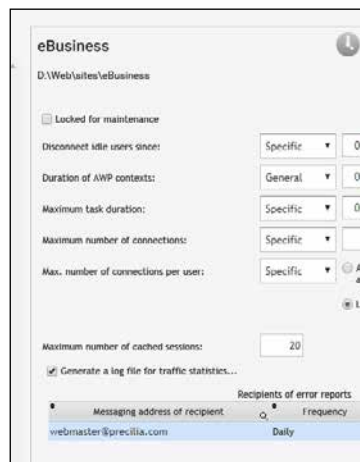 eBusiness
D:\Web\sites\eBusiness
Locked for maintenance
Disconnect idle users since: Specific 0
Duration of AWP contexts: General 0
Maximum task duration: Specific 0
Maximum number of connections: Specific
Max. number of connections per user: Specific A
a
L
Maximum number of cached sessions: 20
Generate a log file for traffic statistics...
Recipients of error reports
Messaging address of recipient Frequency
webmaster@precilia.com Daily